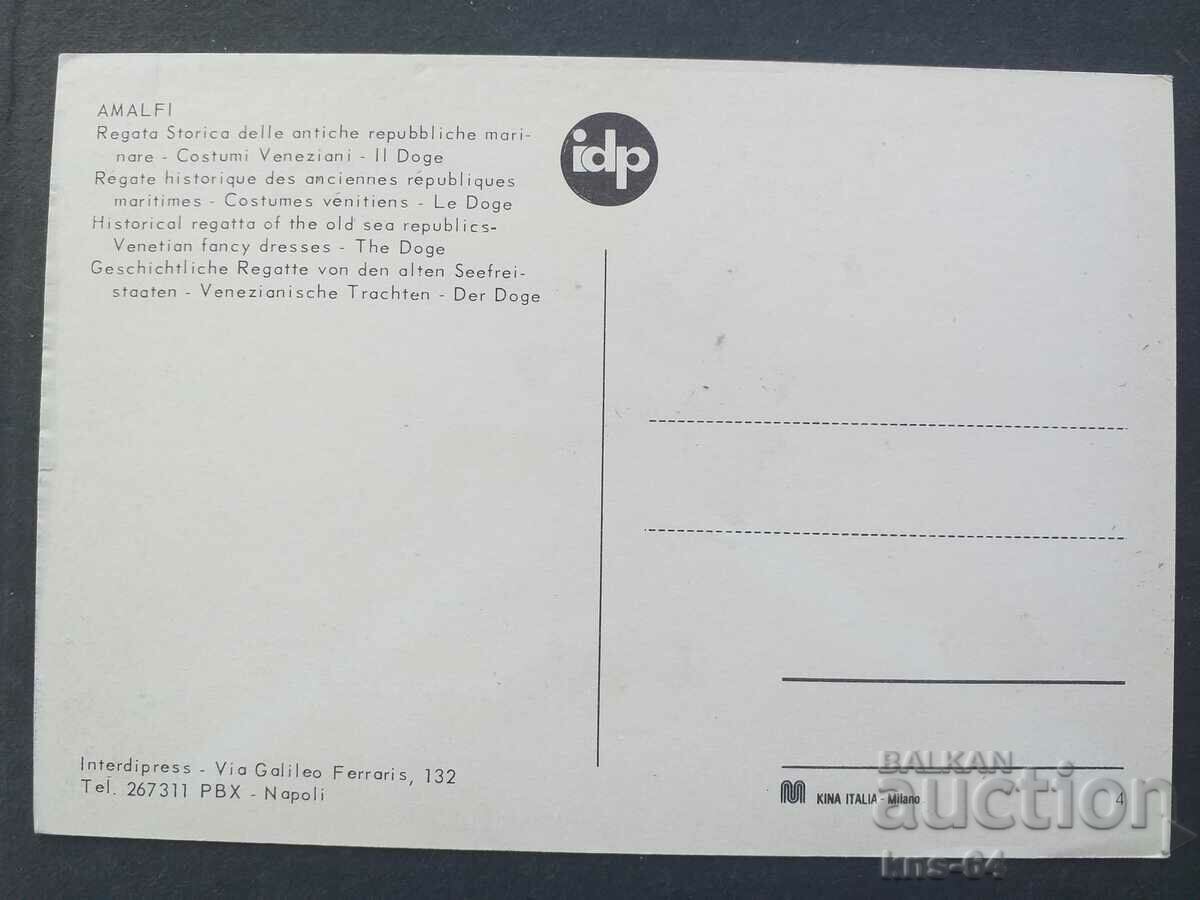 AMALFI
Regata Storica delle antiche repubbliche mari-
nare - Costumi Veneziani - Il Doge
Regate historique des anciennes républiques
maritimes - Costumes vénitiens - Le Doge
Historical regatta of the old sea republics-
Venetian fancy dresses - The Doge
Geschichtliche Regatte von den alten Seefrei-
staaten - Venezianische Trachten - Der Doge
idp
Interdipress - Via Galileo Ferraris, 132
Tel. 267311 PBX - Napoli
KINA ITALIA - Milano
4
BALKAN
auction
kns-64